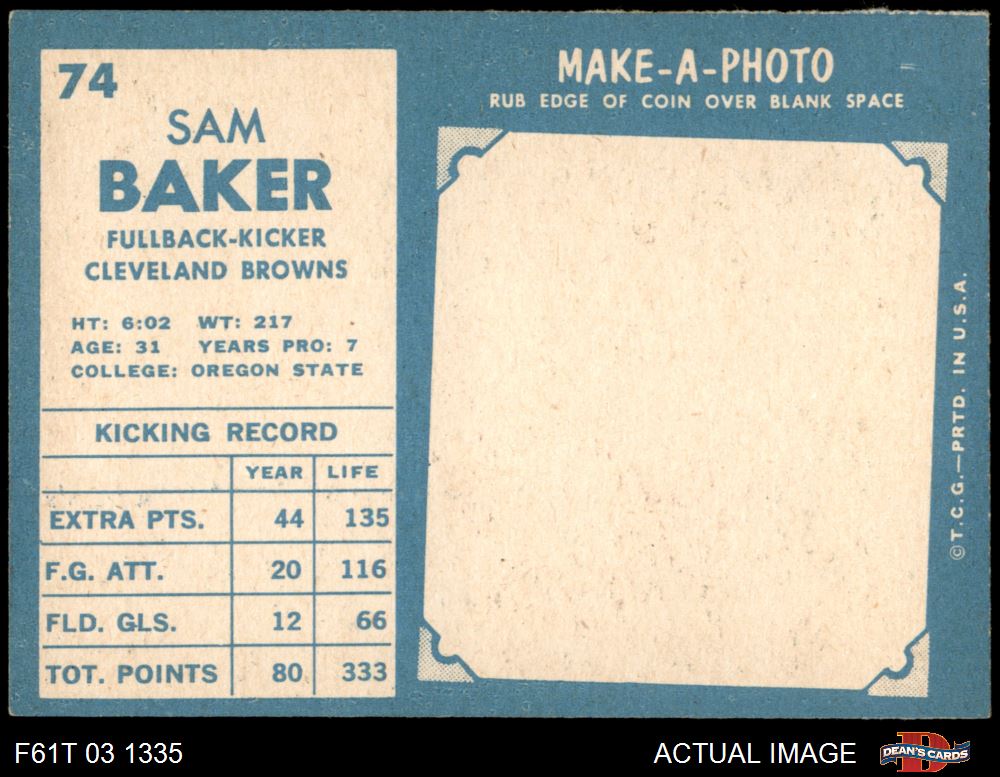 74
SAM
BAKER
FULLBACK-KICKER
CLEVELAND BROWNS
HT: 6:02 WT: 217
AGE: 31 YEARS PRO: 7
COLLEGE: OREGON STATE
KICKING RECORD
YEAR LIFE
EXTRA PTS. 44 135
F.G. ATT. 20 116
FLD. GLS. 12 66
TOT. POINTS 80 333
MAKE-A-PHOTO
RUB EDGE OF COIN OVER BLANK SPACE
©T.C.G.—PRTD. IN U.S.A.
F61T 03 1335
ACTUAL IMAGE
DEAN'S CARDS